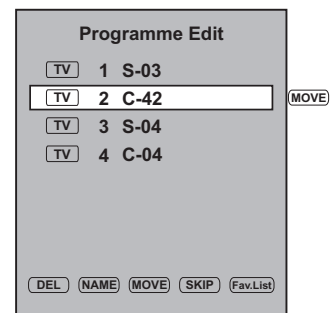 Programme Edit
TV 1 S-03
TV 2 C-42 MOVE
TV 3 S-04
TV 4 C-04
DEL NAME MOVE SKIP Fav.List